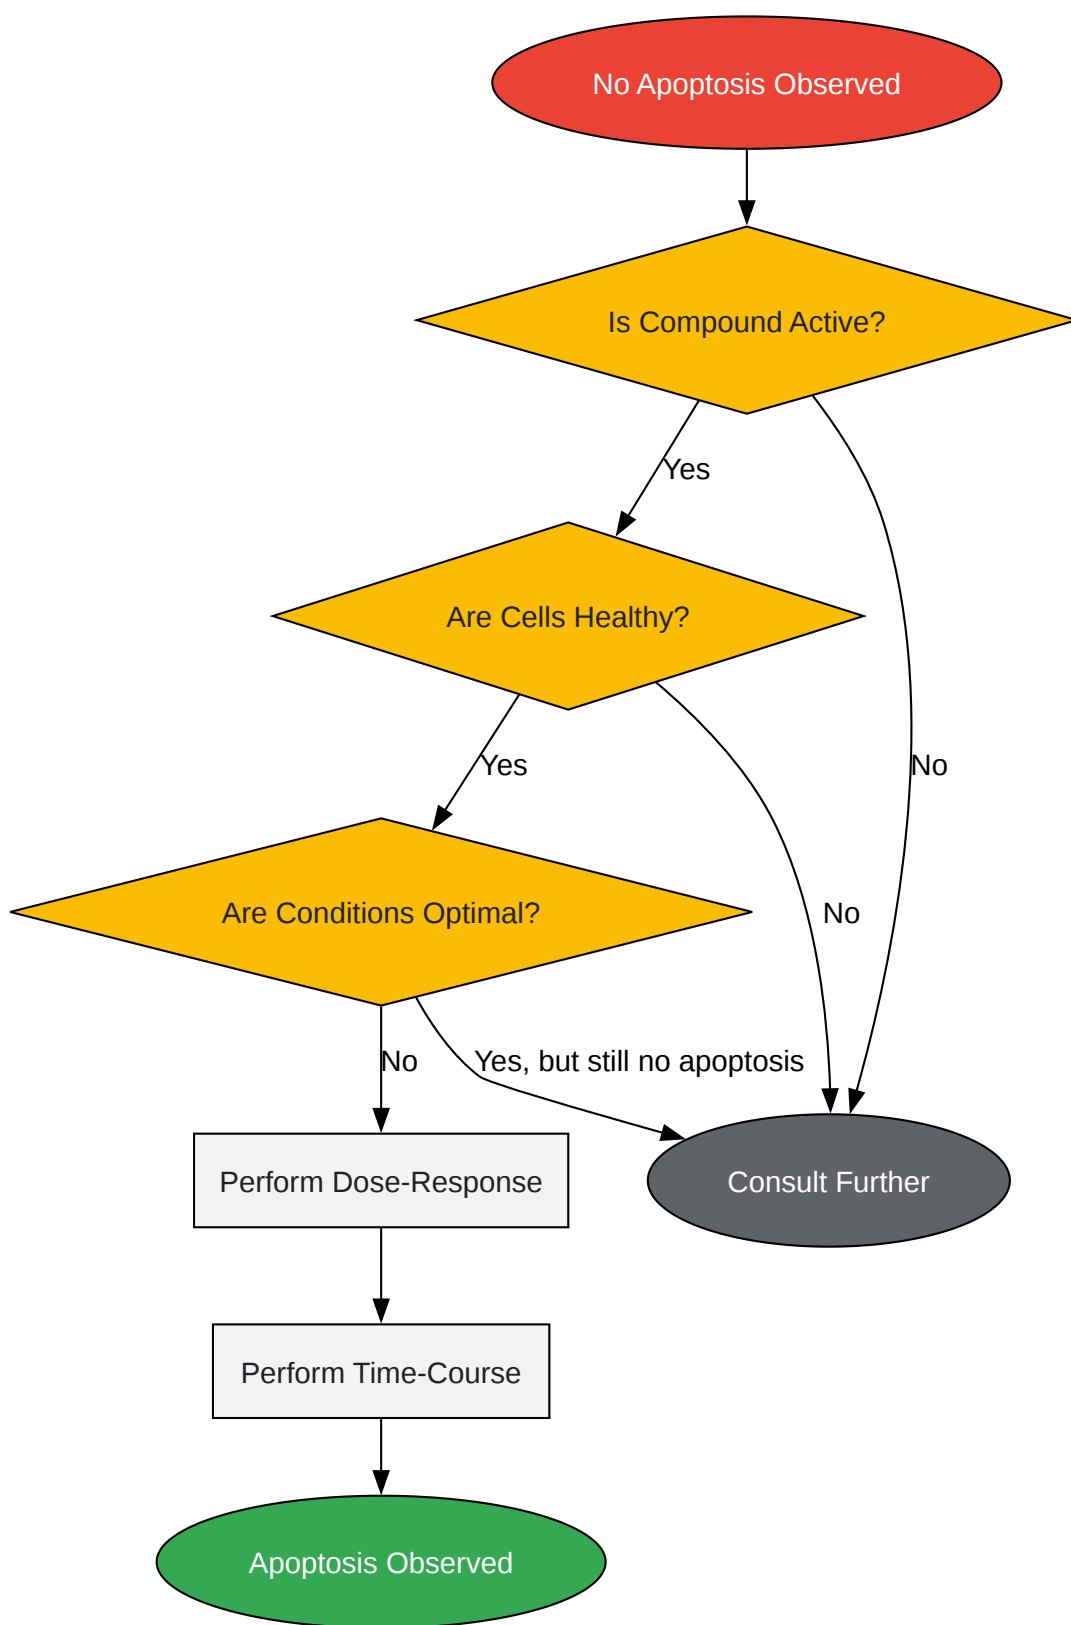 No Apoptosis Observed
Is Compound Active?
Yes
Are Cells Healthy?
Yes
No
Are Conditions Optimal?
No
No
Yes, but still no apoptosis
Perform Dose-Response
Consult Further
Perform Time-Course
Apoptosis Observed